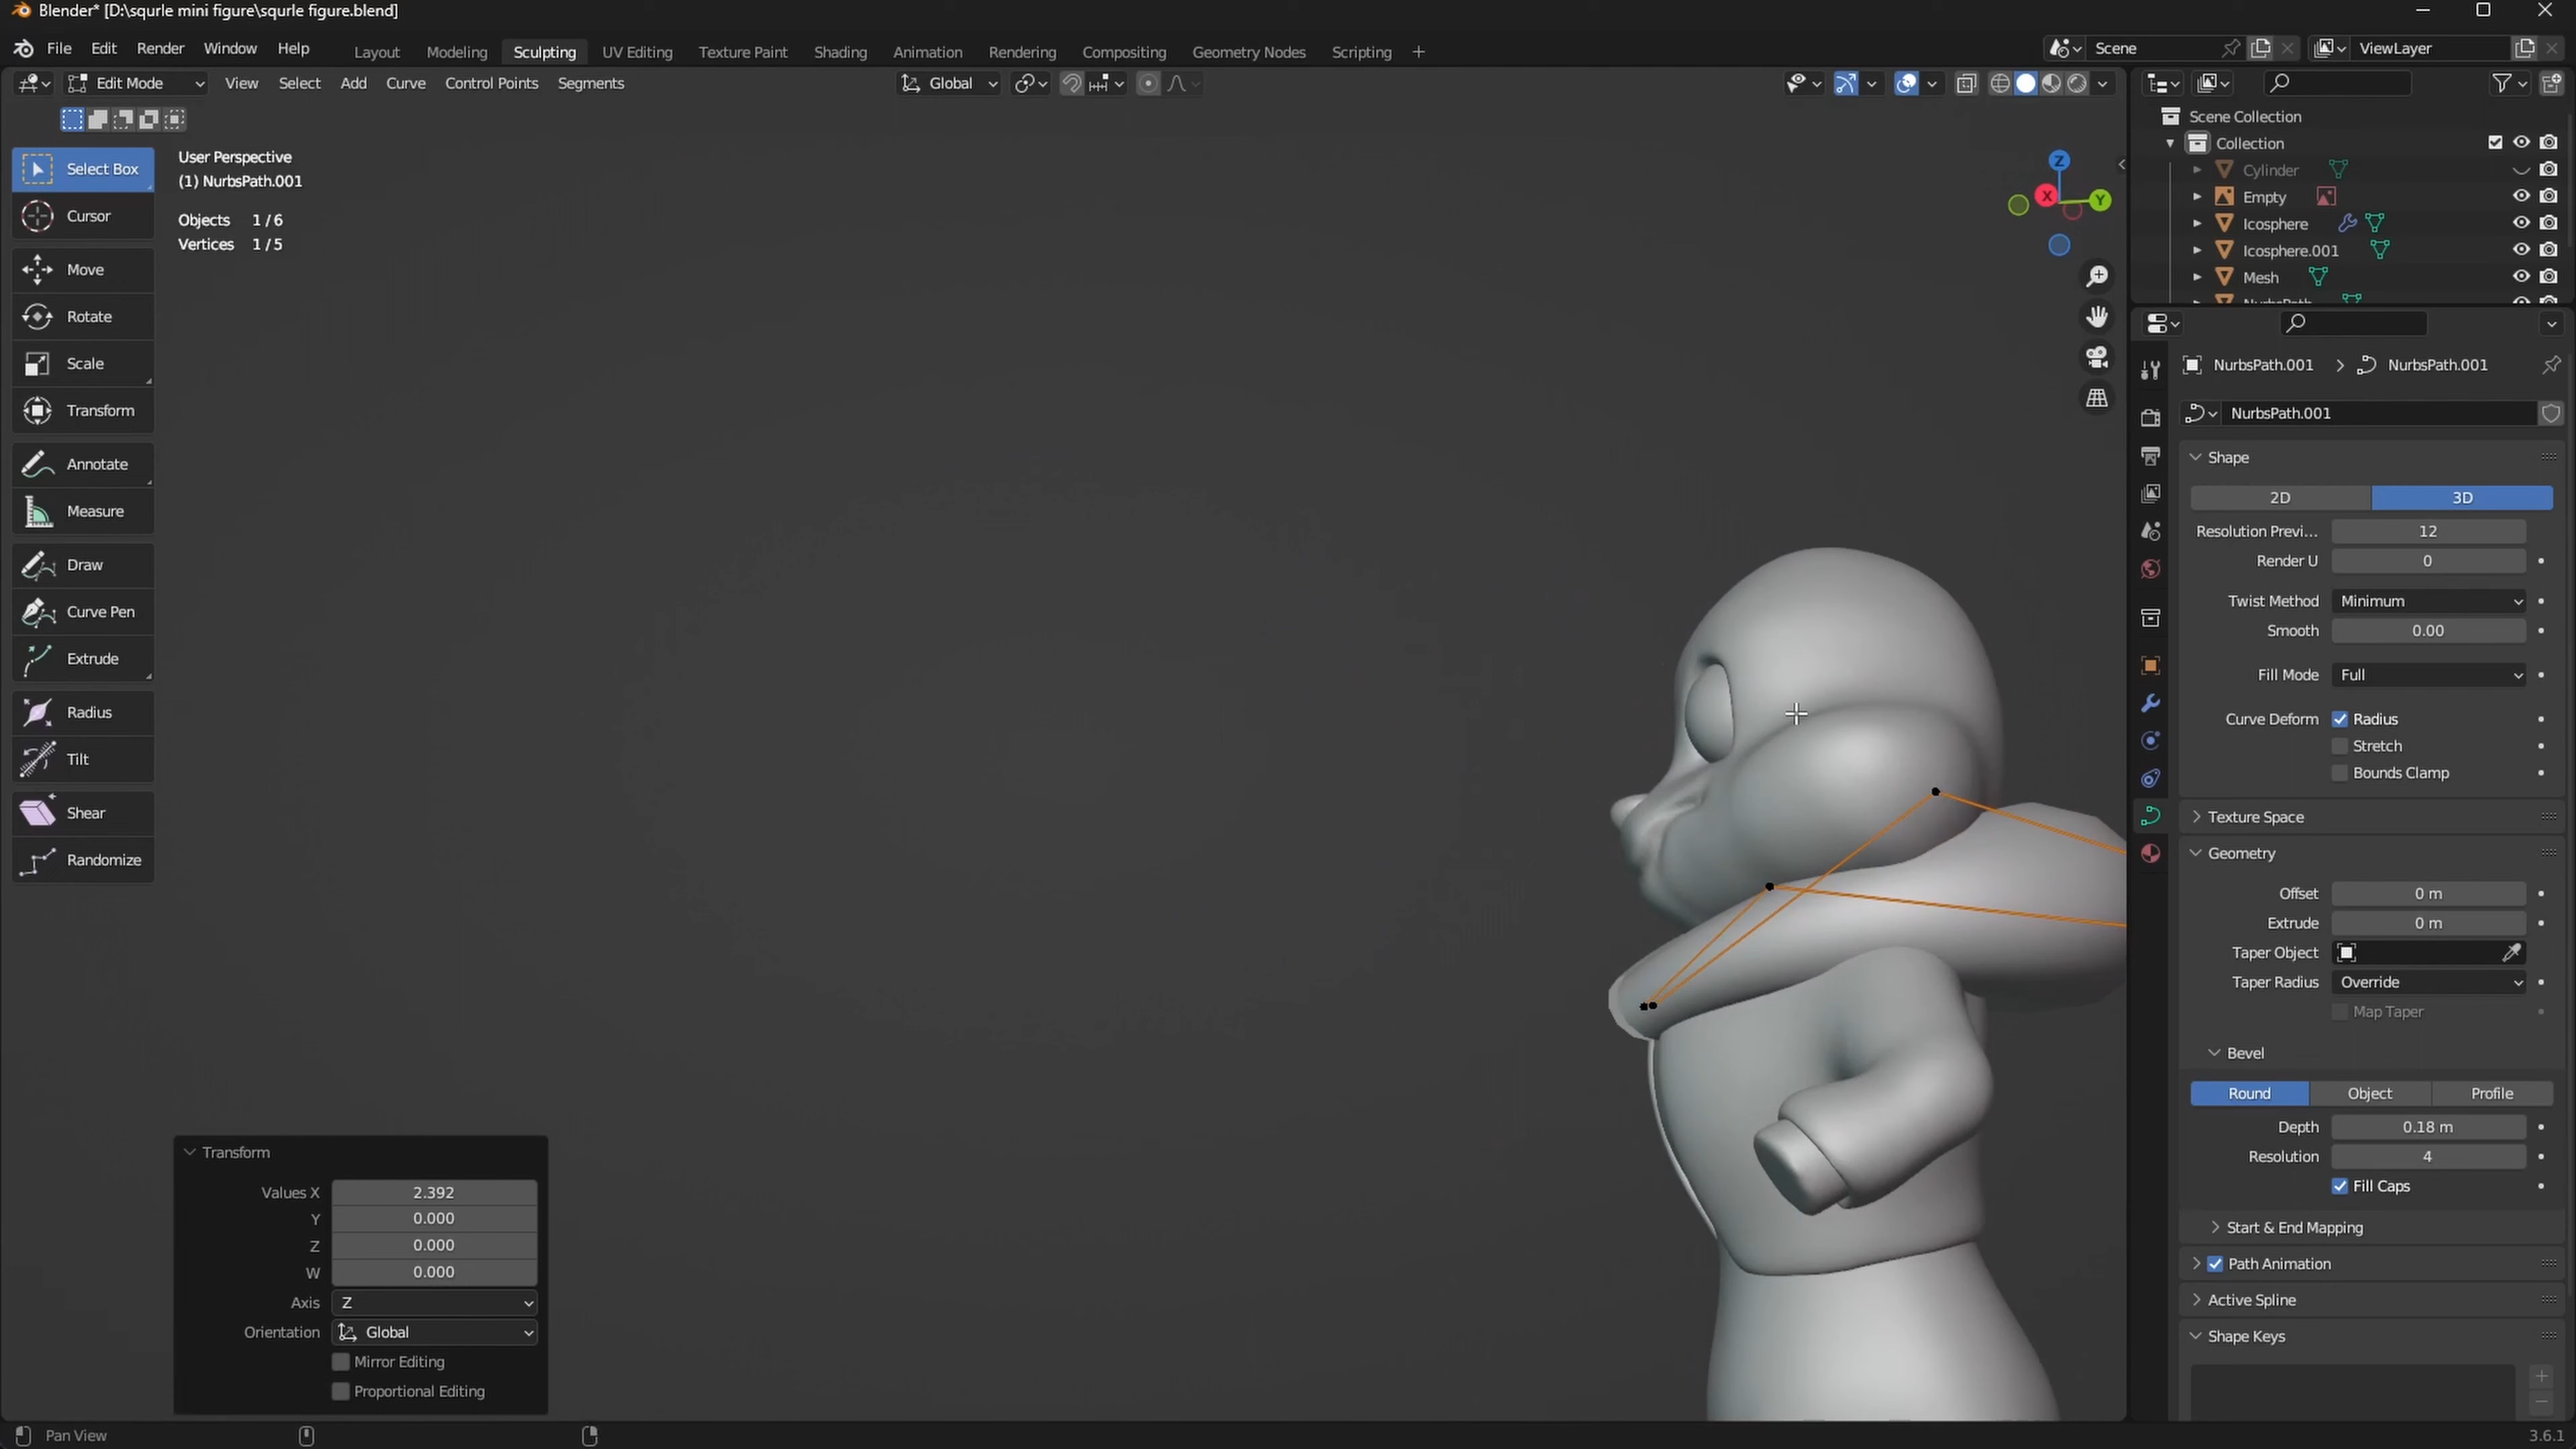 Blender* [D:\squrle mini figure\squrle figure.blend]
File Edit Render Window Help
Layout Modeling Sculpting UV Editing Texture Paint Shading Animation Rendering Compositing Geometry Nodes Scripting +
Scene
ViewLayer
Edit Mode View Select Add Curve Control Points Segments
Global
Select Box
Cursor
Move
Rotate
Scale
Transform
Annotate
Measure
Draw
Curve Pen
Extrude
Radius
Tilt
Shear
Randomize
User Perspective
(1) NurbsPath.001
Objects 1 / 6
Vertices 1 / 5
Z
X
Y
Transform
Values X 2.392
Y 0.000
Z 0.000
W 0.000
Axis Z
Orientation Global
Mirror Editing
Proportional Editing
Scene Collection
Collection
Cylinder
Empty
Icosphere
Icosphere.001
Mesh
NurbsPath
NurbsPath.001 > NurbsPath.001
NurbsPath.001
Shape
2D 3D
Resolution Previ... 12
Render U 0
Twist Method Minimum
Smooth 0.00
Fill Mode Full
Curve Deform Radius
Stretch
Bounds Clamp
Texture Space
Geometry
Offset 0 m
Extrude 0 m
Taper Object
Taper Radius Override
Map Taper
Bevel
Round Object Profile
Depth 0.18 m
Resolution 4
Fill Caps
Start & End Mapping
Path Animation
Active Spline
Shape Keys
Pan View
3.6.1